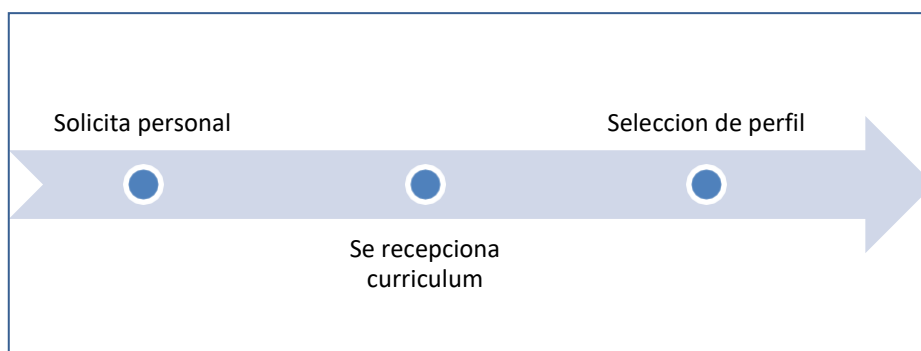 Solicita personal
Se recepciona
curriculum
Seleccion de perfil